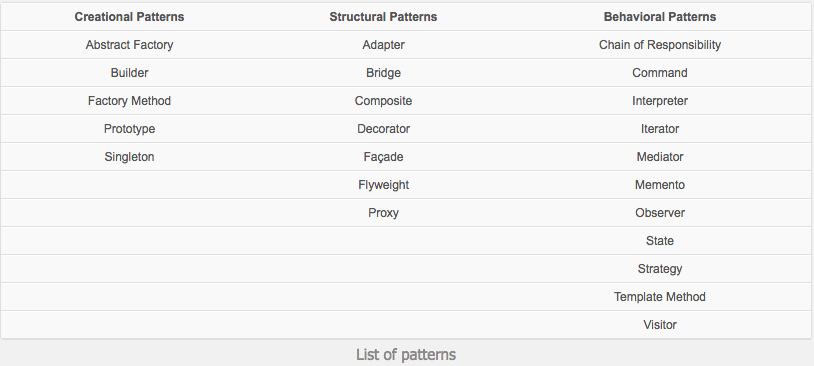 Creational Patterns Structural Patterns Behavioral Patterns
Abstract Factory Adapter Chain of Responsibility
Builder Bridge Command
Factory Method Composite Interpreter
Prototype Decorator Iterator
Singleton Façade Mediator
Flyweight Memento
Proxy Observer
State
Strategy
Template Method
Visitor
List of patterns